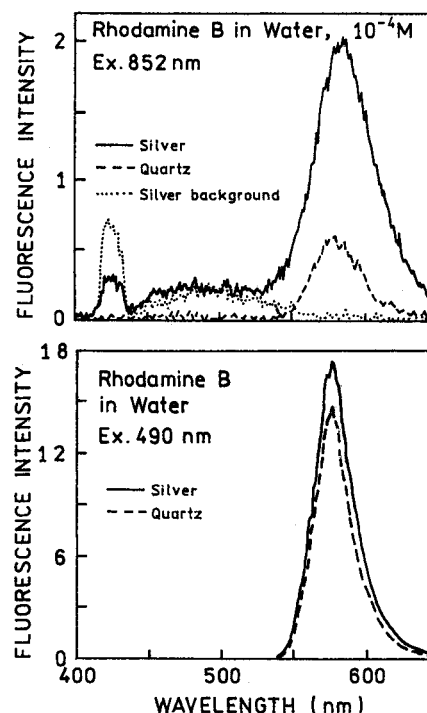 Rhodamine B in Water, 10⁻⁴M
Ex. 852 nm
Silver
Quartz
Silver background
FLUORESCENCE INTENSITY
2
1
0
Rhodamine B
in Water
Ex. 490 nm
Silver
Quartz
FLUORESCENCE INTENSITY
18
12
6
0
400
500
600
WAVELENGTH (nm)